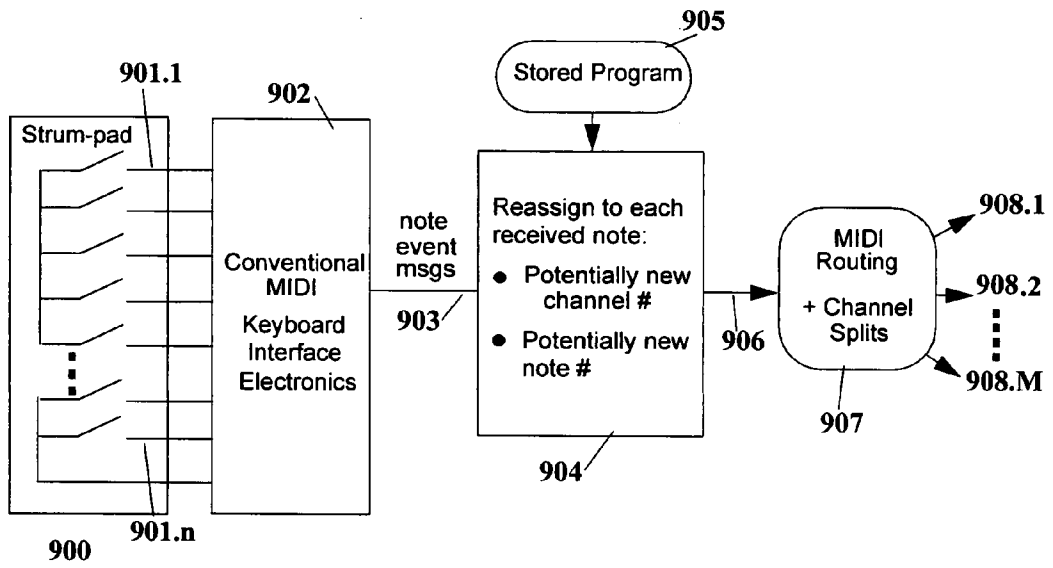 905
Stored Program
901.1
902
Strum-pad
Conventional
MIDI
Keyboard
Interface
Electronics
note
event
msgs
903
Reassign to each
received note:
● Potentially new
channel #
● Potentially new
note #
904
906
MIDI
Routing
+ Channel
Splits
907
908.1
908.2
908.M
901.n
900